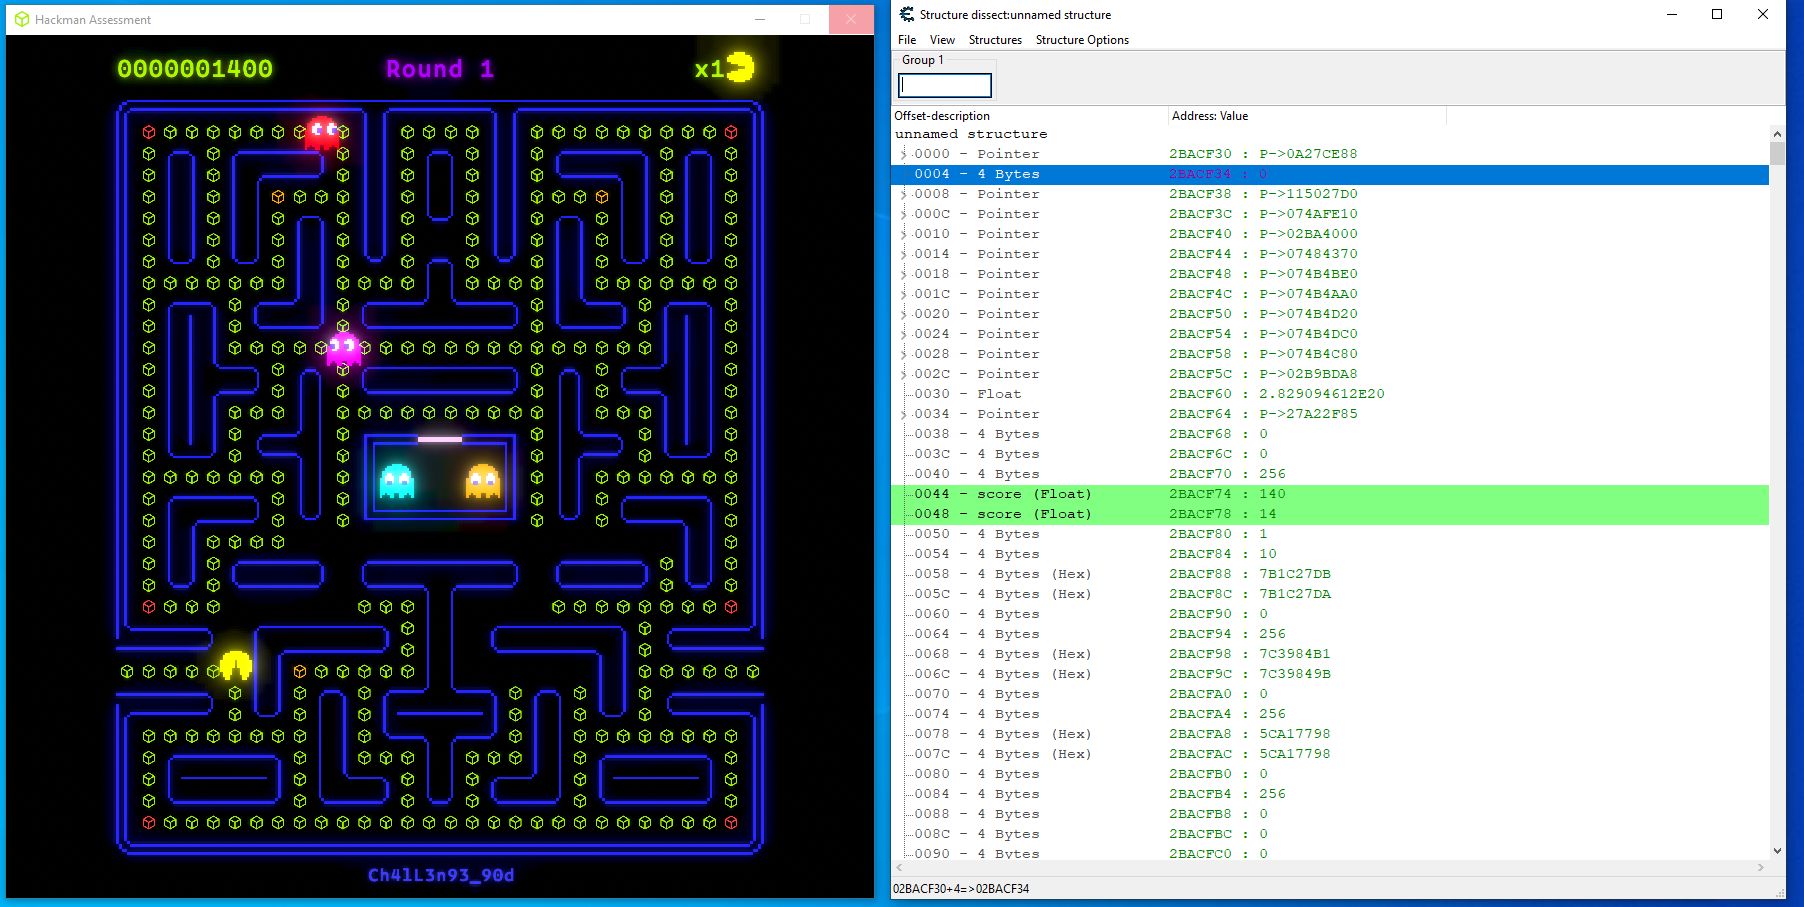 Hackman Assessment
0000001400
Round 1
x1
Ch4lL3n93_90d
Structure dissect:unnamed structure
File View Structures Structure Options
Group 1
Offset-description Address: Value
unnamed structure
0000 - Pointer 2BACF30 : P->0A27CE88
0004 - 4 Bytes 2BACF34 : 0
0008 - Pointer 2BACF38 : P->115027D0
000C - Pointer 2BACF3C : P->074AFE10
0010 - Pointer 2BACF40 : P->02BA4000
0014 - Pointer 2BACF44 : P->07484370
0018 - Pointer 2BACF48 : P->074B4BE0
001C - Pointer 2BACF4C : P->074B4AA0
0020 - Pointer 2BACF50 : P->074B4D20
0024 - Pointer 2BACF54 : P->074B4DC0
0028 - Pointer 2BACF58 : P->074B4C80
002C - Pointer 2BACF5C : P->02B9BDA8
0030 - Float 2BACF60 : 2.829094612E20
0034 - Pointer 2BACF64 : P->27A22F85
0038 - 4 Bytes 2BACF68 : 0
003C - 4 Bytes 2BACF6C : 0
0040 - 4 Bytes 2BACF70 : 256
0044 - score (Float) 2BACF74 : 140
0048 - score (Float) 2BACF78 : 14
0050 - 4 Bytes 2BACF80 : 1
0054 - 4 Bytes 2BACF84 : 10
0058 - 4 Bytes (Hex) 2BACF88 : 7B1C27DB
005C - 4 Bytes (Hex) 2BACF8C : 7B1C27DA
0060 - 4 Bytes 2BACF90 : 0
0064 - 4 Bytes 2BACF94 : 256
0068 - 4 Bytes (Hex) 2BACF98 : 7C3984B1
006C - 4 Bytes (Hex) 2BACF9C : 7C39849B
0070 - 4 Bytes 2BACFA0 : 0
0074 - 4 Bytes 2BACFA4 : 256
0078 - 4 Bytes (Hex) 2BACFA8 : 5CA17798
007C - 4 Bytes (Hex) 2BACFAC : 5CA17798
0080 - 4 Bytes 2BACFB0 : 0
0084 - 4 Bytes 2BACFB4 : 256
0088 - 4 Bytes 2BACFB8 : 0
008C - 4 Bytes 2BACFBC : 0
0090 - 4 Bytes 2BACFC0 : 0
02BACF30+4=>02BACF34